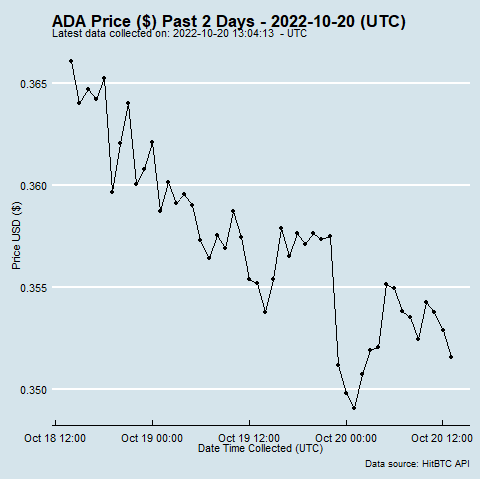 ADA Price ($) Past 2 Days - 2022-10-20 (UTC)
Latest data collected on: 2022-10-20 13:04:13 - UTC
0.365
0.360
0.355
0.350
Price USD ($)
Oct 18 12:00 Oct 19 00:00 Oct 19 12:00 Oct 20 00:00 Oct 20 12:00
Date Time Collected (UTC)
Data source: HitBTC API